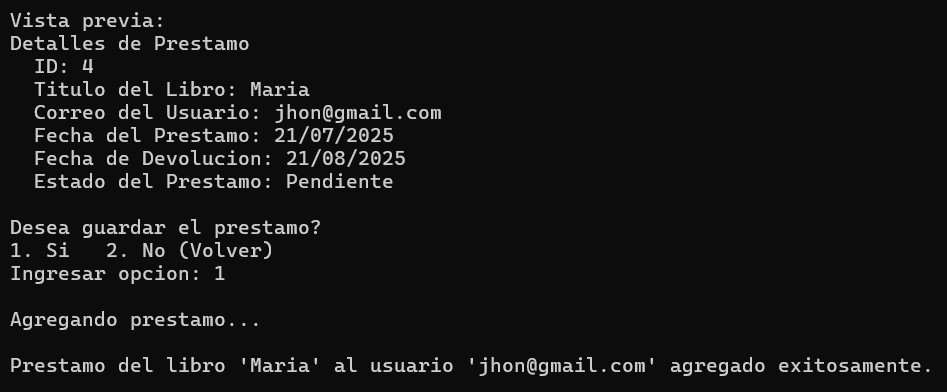 Vista previa:
Detalles de Prestamo
  ID: 4
  Titulo del Libro: Maria
  Correo del Usuario: jhon@gmail.com
  Fecha del Prestamo: 21/07/2025
  Fecha de Devolucion: 21/08/2025
  Estado del Prestamo: Pendiente

Desea guardar el prestamo?
1. Si   2. No (Volver)
Ingresar opcion: 1

Agregando prestamo...

Prestamo del libro 'Maria' al usuario 'jhon@gmail.com' agregado exitosamente.